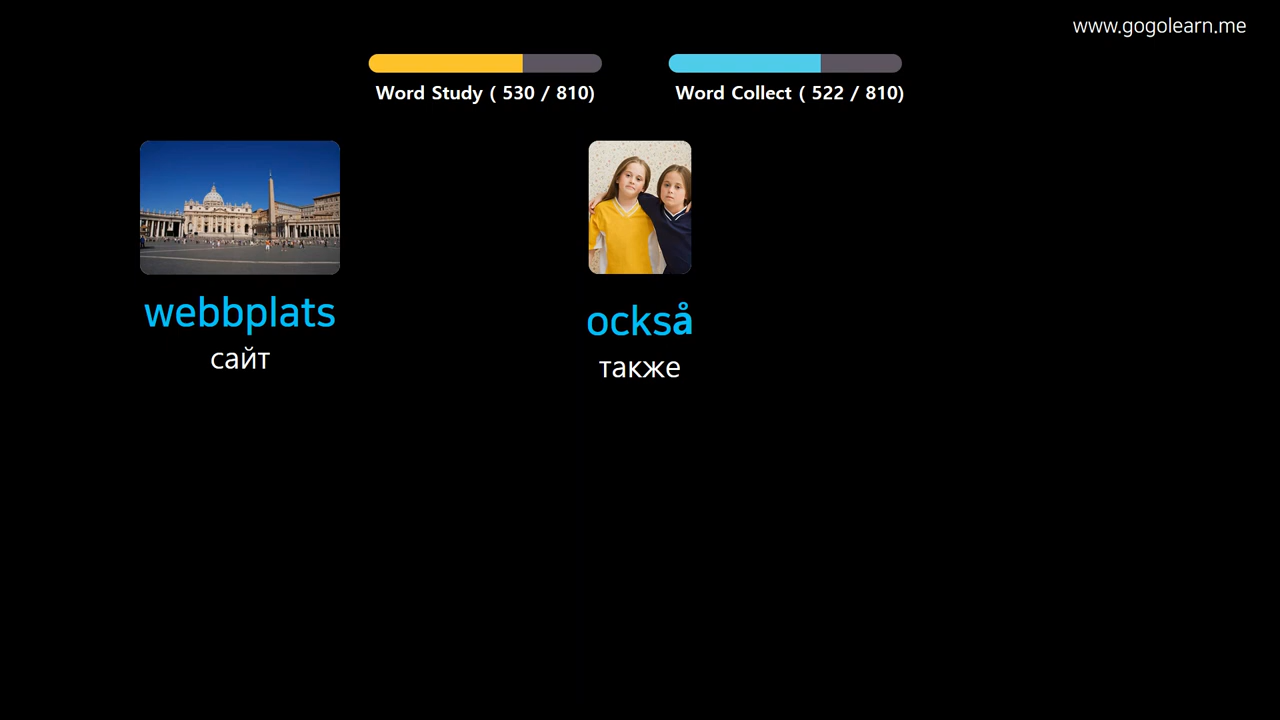 www.gogolearn.me
Word Study ( 530 / 810)
Word Collect ( 522 / 810)
webbplats
сайт
också
также